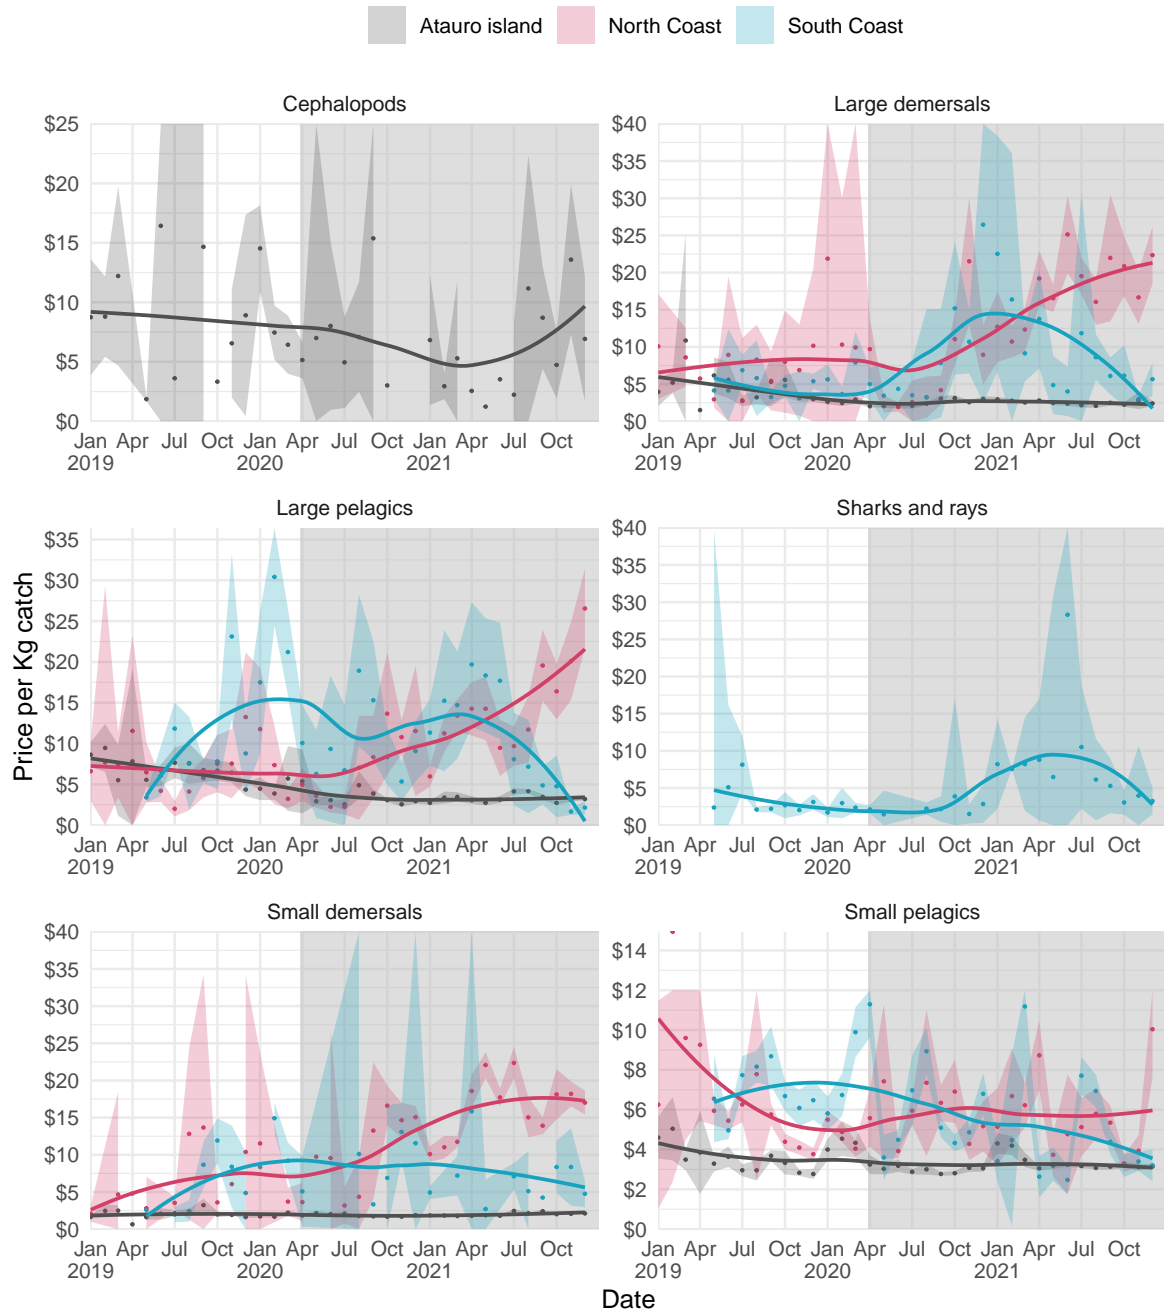 Atauro island North Coast South Coast
Cephalopods
$25
$20
$15
$10
$5
$0
Jan Apr Jul Oct Jan Apr Jul Oct Jan Apr Jul Oct
2019 2020 2021
Large demersals
$40
$35
$30
$25
$20
$15
$10
$5
$0
Jan Apr Jul Oct Jan Apr Jul Oct Jan Apr Jul Oct
2019 2020 2021
Large pelagics
$35
$30
$25
$20
$15
$10
$5
$0
Jan Apr Jul Oct Jan Apr Jul Oct Jan Apr Jul Oct
2019 2020 2021
Sharks and rays
$40
$35
$30
$25
$20
$15
$10
$5
$0
Jan Apr Jul Oct Jan Apr Jul Oct Jan Apr Jul Oct
2019 2020 2021
Small demersals
$40
$35
$30
$25
$20
$15
$10
$5
$0
Jan Apr Jul Oct Jan Apr Jul Oct Jan Apr Jul Oct
2019 2020 2021
Small pelagics
$14
$12
$10
$8
$6
$4
$2
$0
Jan Apr Jul Oct Jan Apr Jul Oct Jan Apr Jul Oct
2019 2020 2021
Price per Kg catch
Date